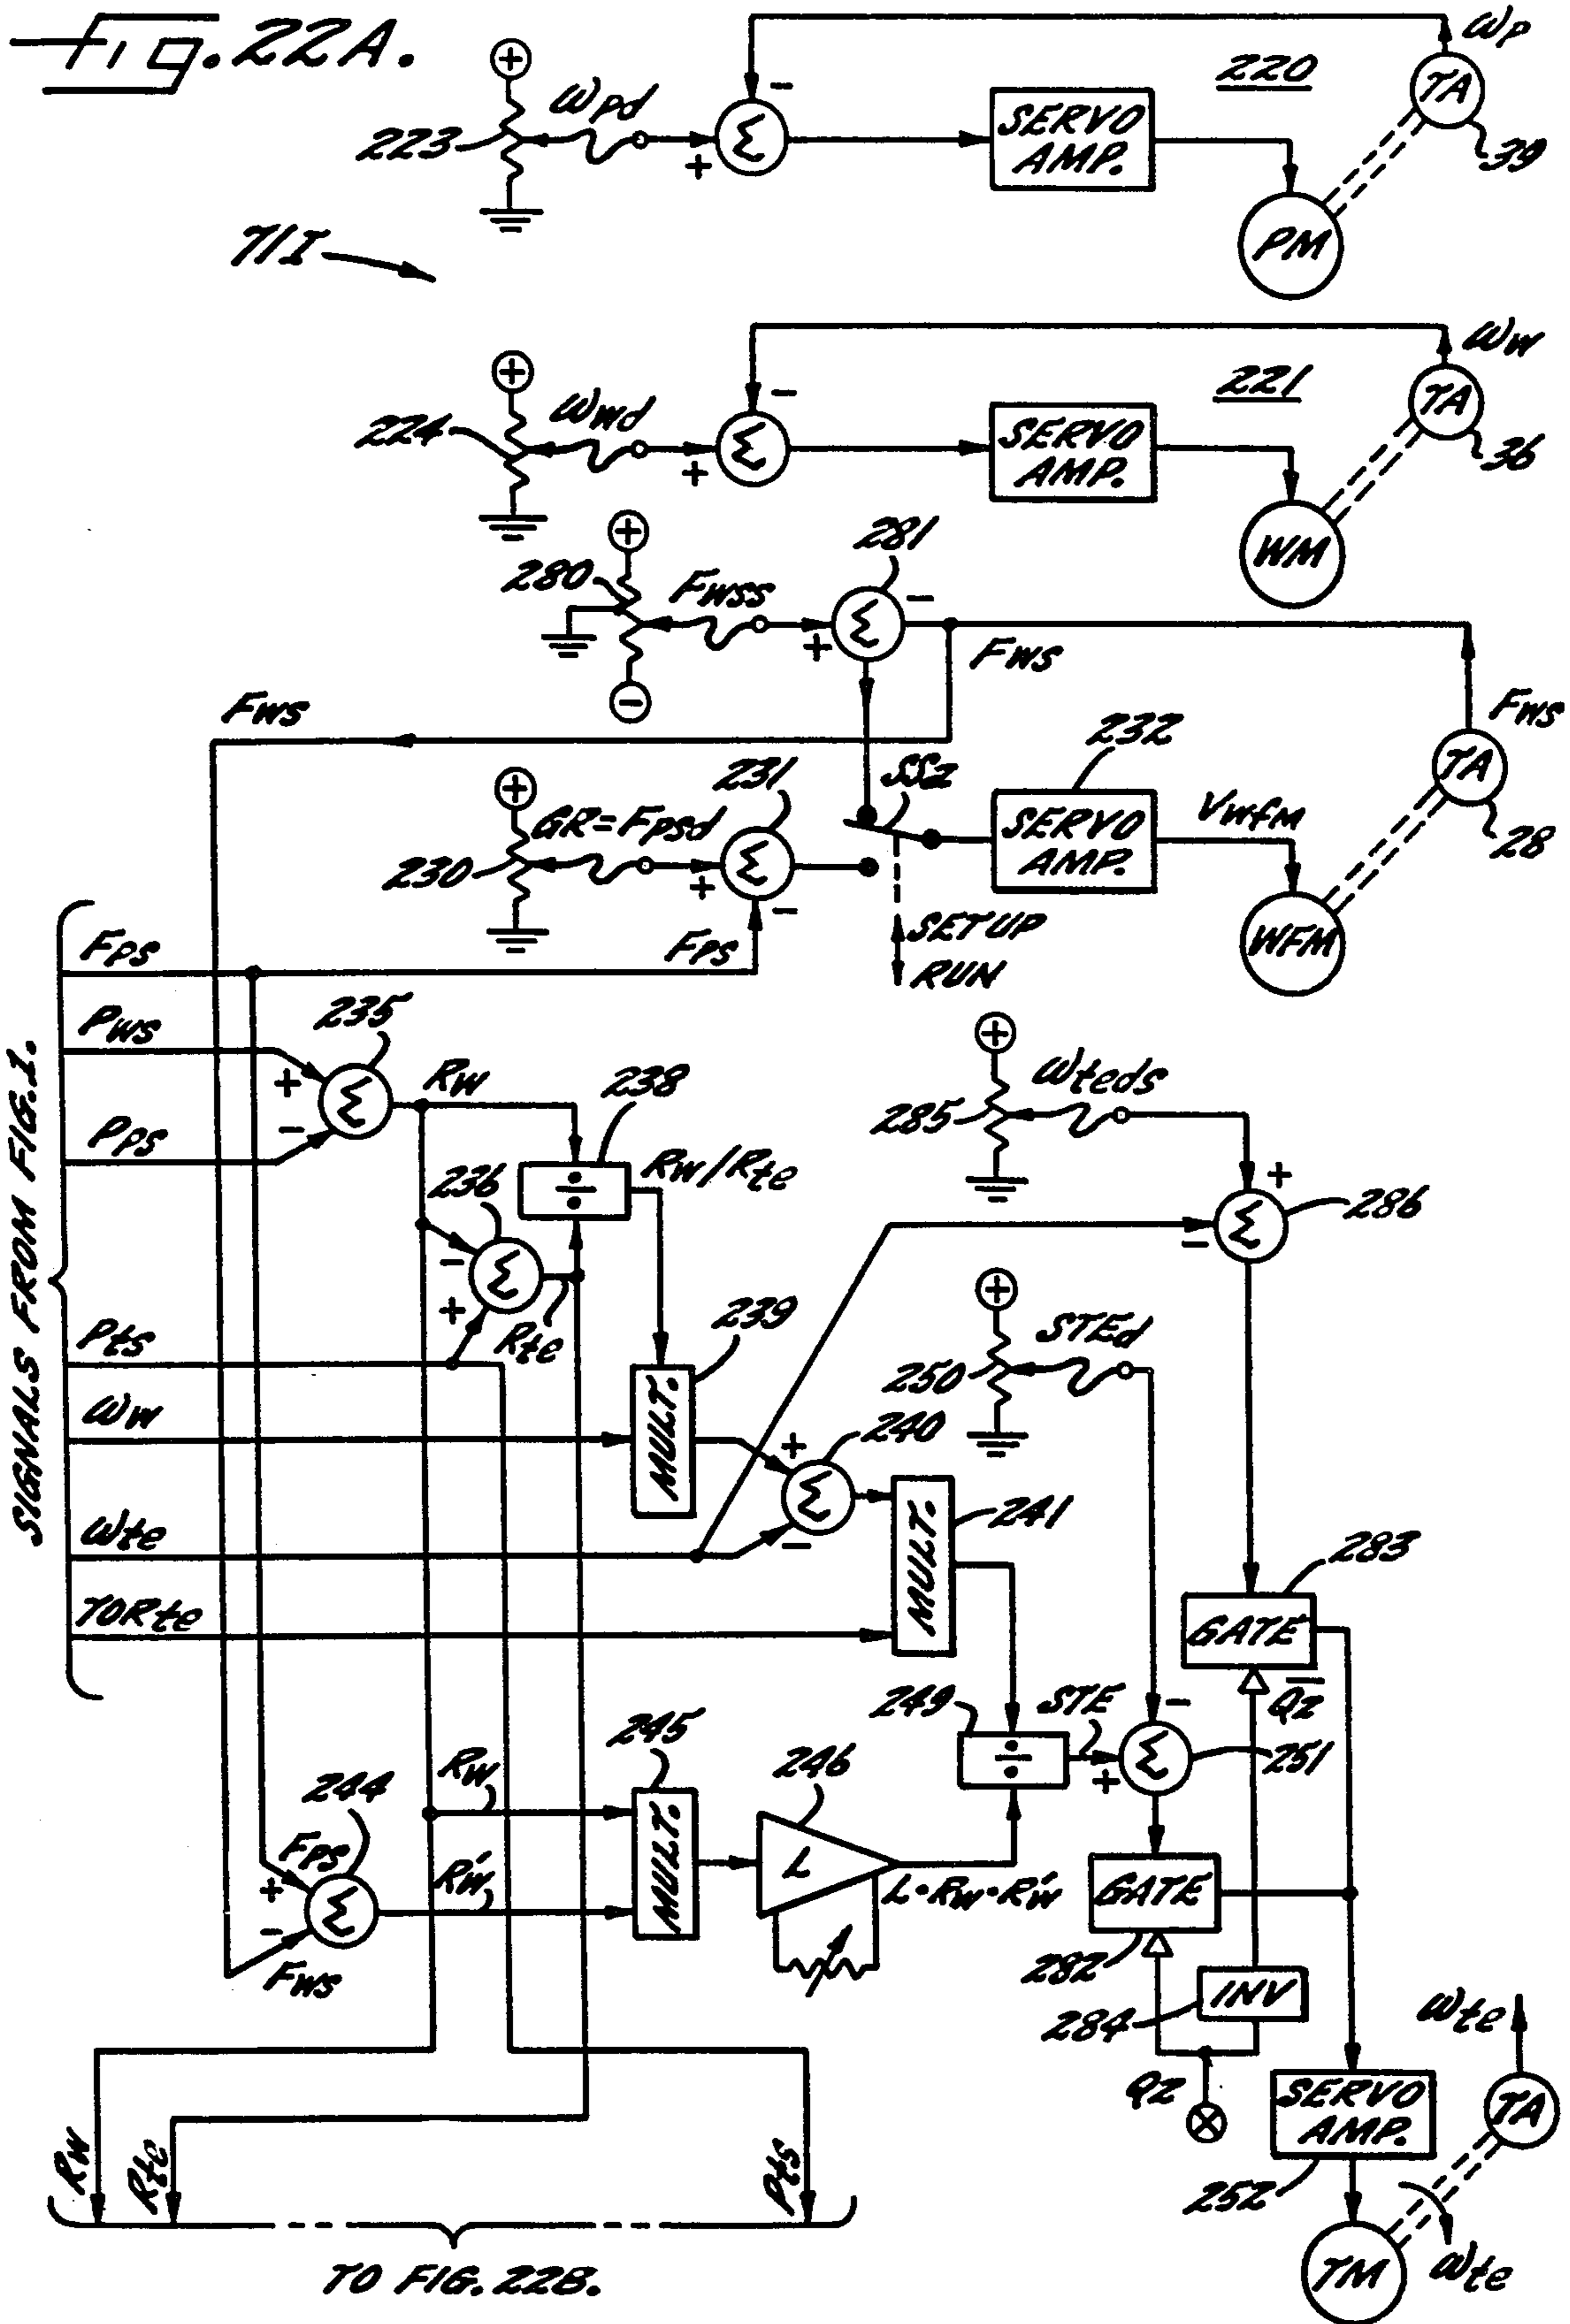 Fig. 22A.
ωP
220
TA
39
+
ωpd
223
-
+
Σ
SERVO
AMP.
PM
71I
ωw
221
TA
36
+
ωwd
224
-
+
Σ
SERVO
AMP.
WM
+
280
Fwss
-
281
+
Σ
-
Fws
Fws
Fws
TA
28
+
GR=Fpsd
230
231
+
Σ
-
Fps
SS2
232
SERVO
AMP.
VWFM
WFM
SET UP
RUN
SIGNALS FROM FIG.1.
Fps
Pws
Pps
Pts
ωw
ωte
TORte
235
+
-
Σ
Rw
238
÷
Rw/Rte
236
-
+
Σ
Rte
239
MULT.
+
ωteds
285
+
-
Σ
286
+
STEd
250
+
-
Σ
240
MULT.
241
283
GATE
Q̅z
249
÷
STE
-
+
Σ
251
244
Fps
+
-
Σ
Fws
Rw
R'w
245
MULT.
246
L
L·Rw·R'w
GATE
282
INV
284
Qz
SERVO
AMP.
252
ωte
TA
TM
ωte
Rw
Rte
Pts
TO FIG. 22B.